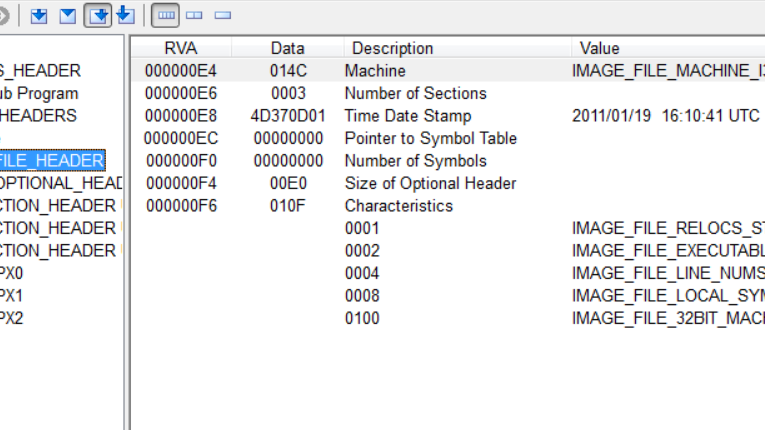 S_HEADER
ub Program
HEADERS
FILE_HEADER
OPTIONAL_HEAD
CTION_HEADER
CTION_HEADER
CTION_HEADER
PX0
PX1
PX2
RVA Data Description Value
000000E4 014C Machine IMAGE_FILE_MACHINE_I3
000000E6 0003 Number of Sections
000000E8 4D370D01 Time Date Stamp 2011/01/19 16:10:41 UTC
000000EC 00000000 Pointer to Symbol Table
000000F0 00000000 Number of Symbols
000000F4 00E0 Size of Optional Header
000000F6 010F Characteristics
0001 IMAGE_FILE_RELOCS_ST
0002 IMAGE_FILE_EXECUTABL
0004 IMAGE_FILE_LINE_NUMS
0008 IMAGE_FILE_LOCAL_SYM
0100 IMAGE_FILE_32BIT_MACH